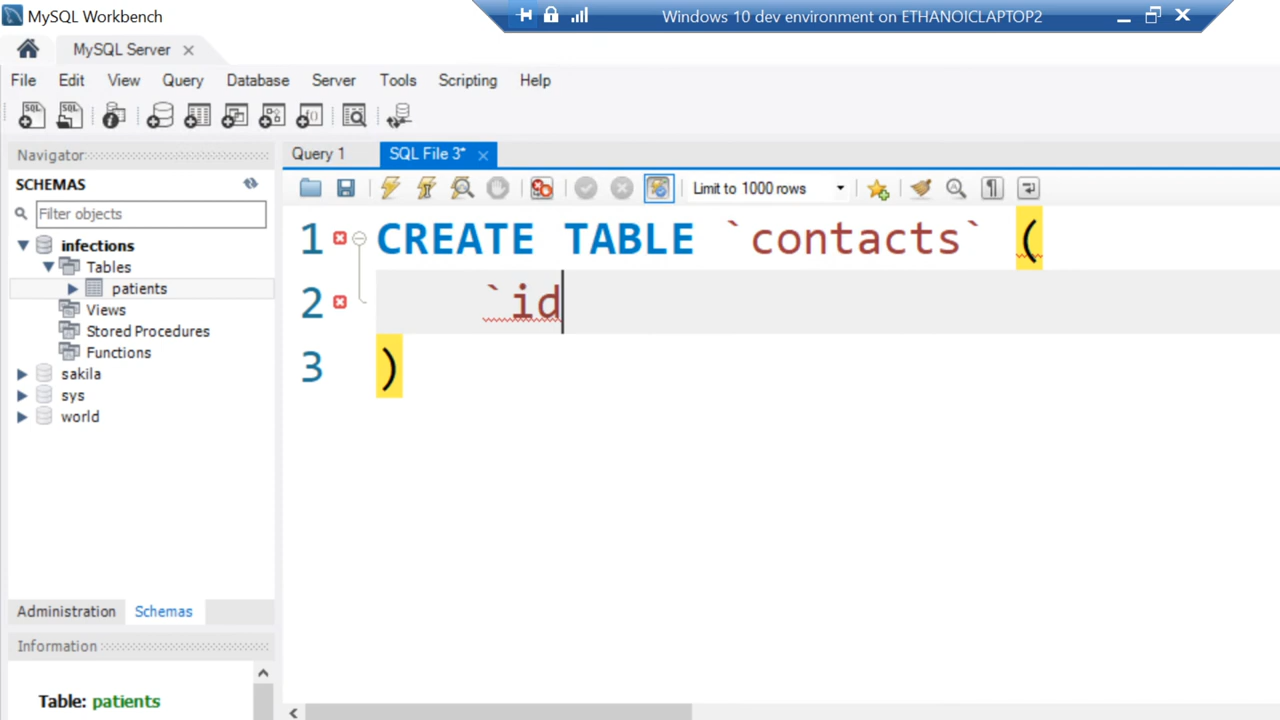 MySQL Workbench
Windows 10 dev environment on ETHANOICLAPTOP2
MySQL Server
File Edit View Query Database Server Tools Scripting Help
Navigator
SCHEMAS
Filter objects
infections
Tables
patients
Views
Stored Procedures
Functions
sakila
sys
world
Administration Schemas
Information
Table: patients
Query 1 SQL File 3*
Limit to 1000 rows
1 CREATE TABLE `contacts` (
2 `id
3 )